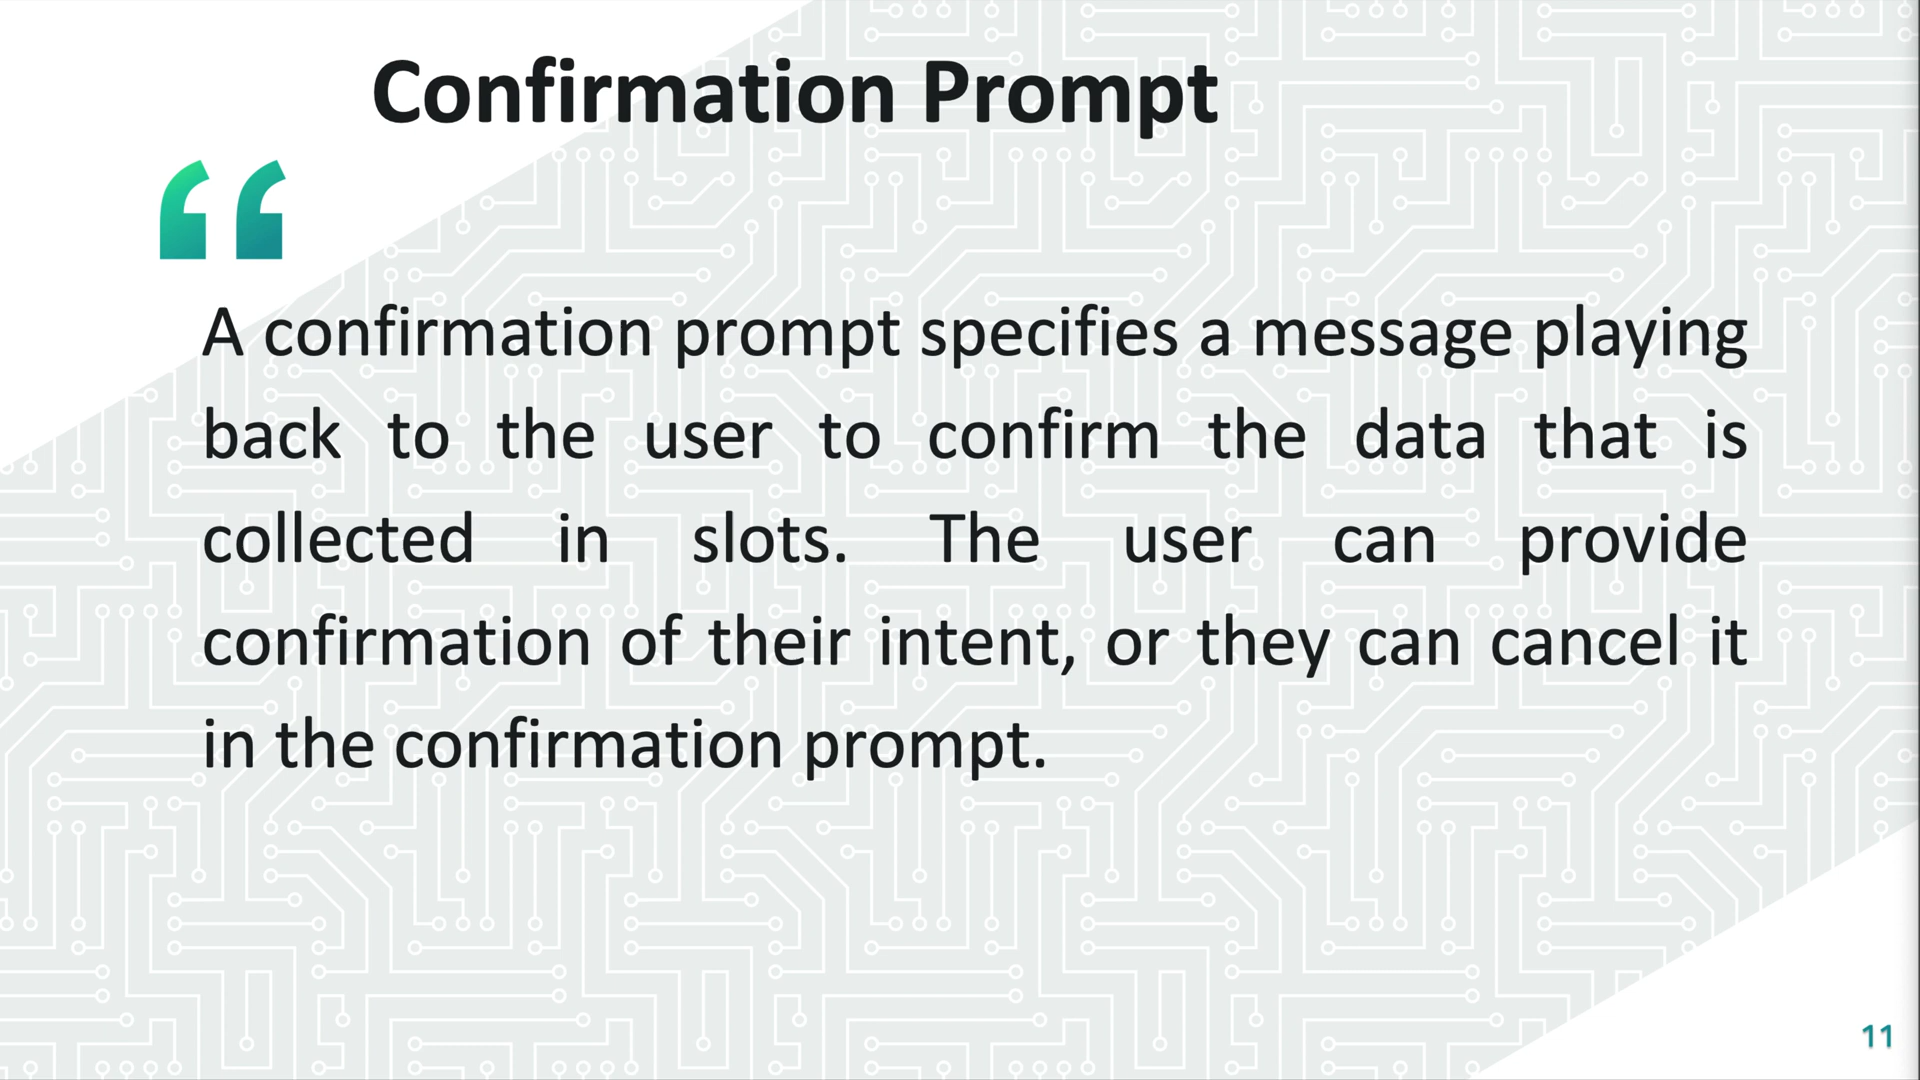 Confirmation Prompt
“
A confirmation prompt specifies a message playing
back to the user to confirm the data that is
collected in slots. The user can provide
confirmation of their intent, or they can cancel it
in the confirmation prompt.
11